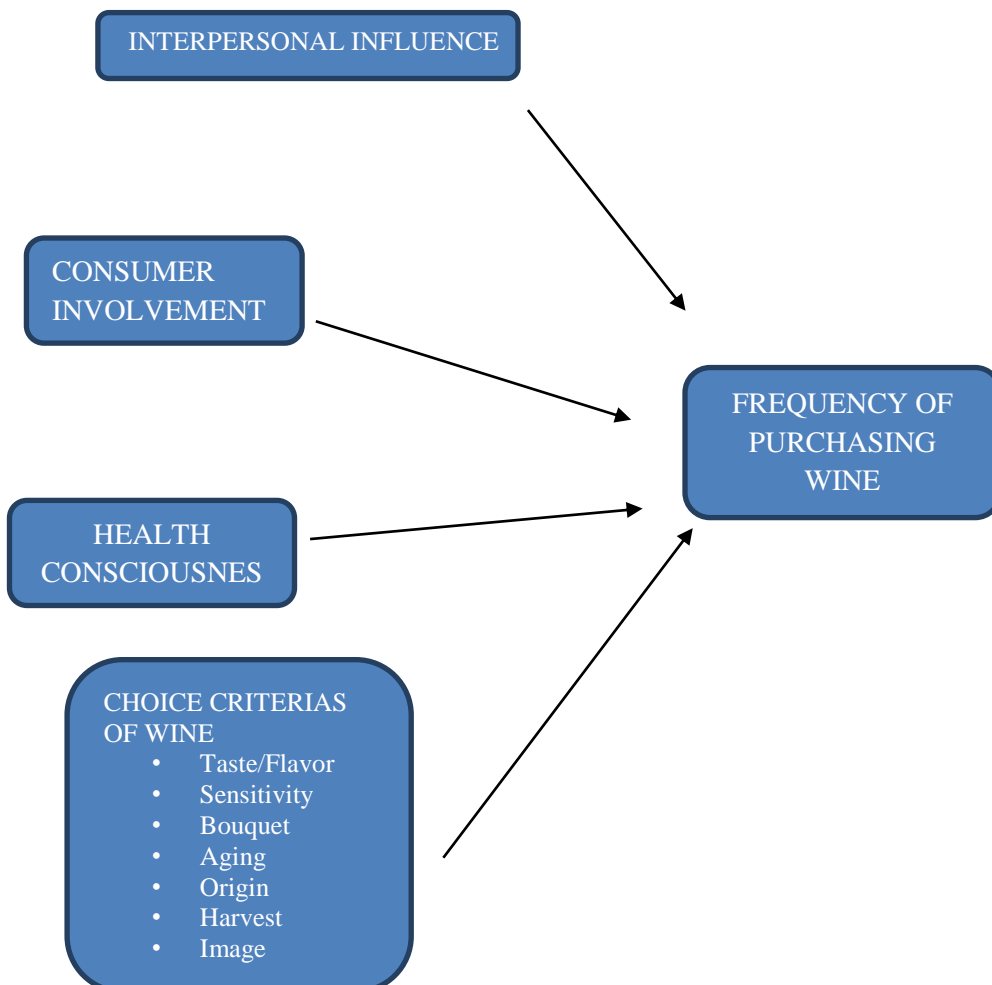 INTERPERSONAL INFLUENCE
CONSUMER
INVOLVEMENT
FREQUENCY OF
PURCHASING
WINE
HEALTH
CONSCIOUSNES
CHOICE CRITERIAS
OF WINE
• Taste/Flavor
• Sensitivity
• Bouquet
• Aging
• Origin
• Harvest
• Image